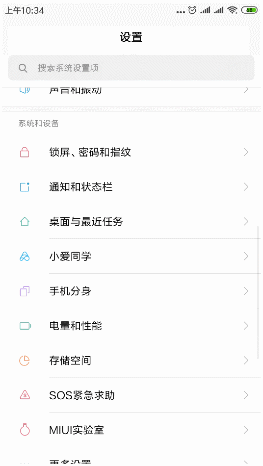 上午10:34
设置
搜索系统设置项
声音和振动
系统和设备
锁屏、密码和指纹
通知和状态栏
桌面与最近任务
小爱同学
手机分身
电量和性能
存储空间
SOS紧急求助
MIUI实验室
更多设置